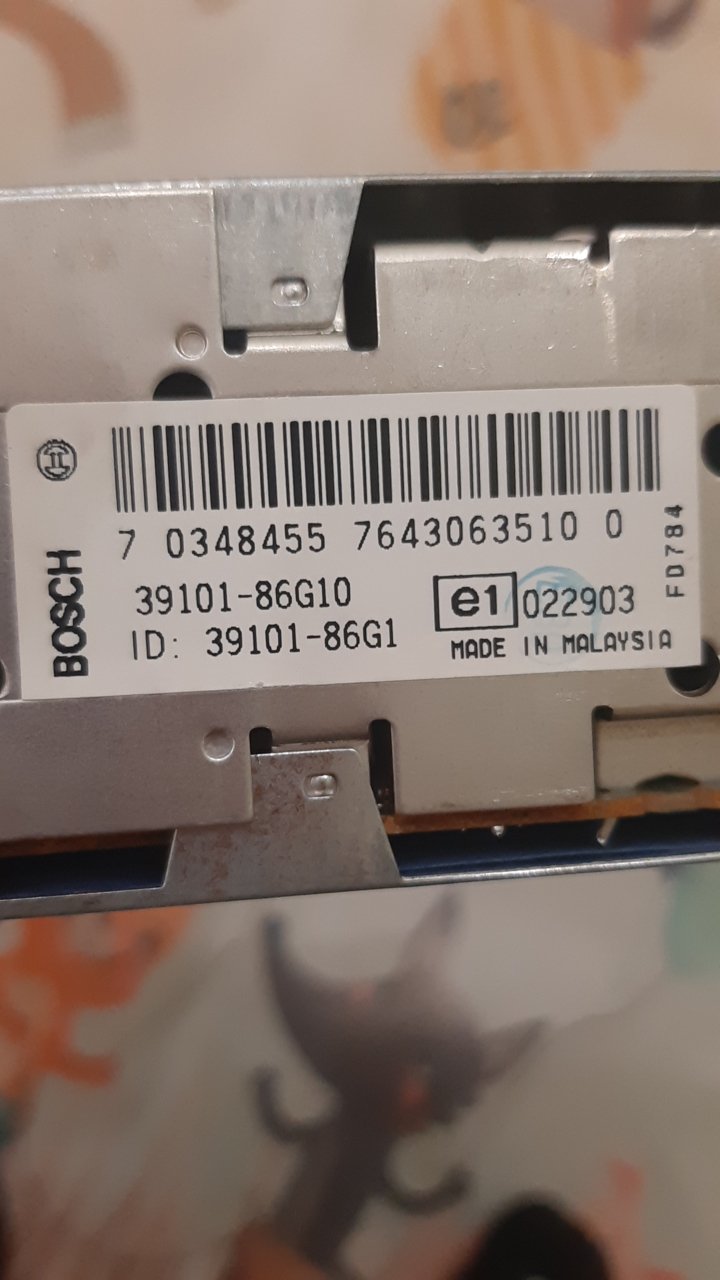 7 0348455 7643063510 0
39101-86G10
ID: 39101-86G1
e1 022903
MADE IN MALAYSIA
BOSCH
FD784